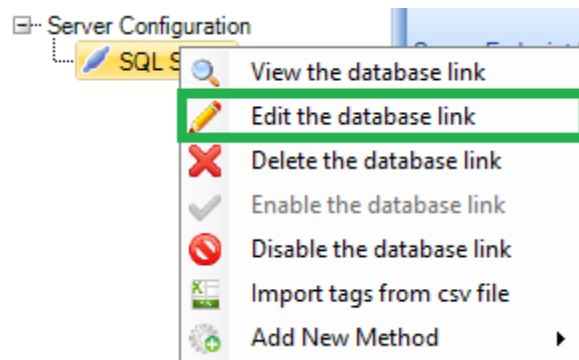 Server Configuration
SQL S
View the database link
Edit the database link
Delete the database link
Enable the database link
Disable the database link
Import tags from csv file
Add New Method